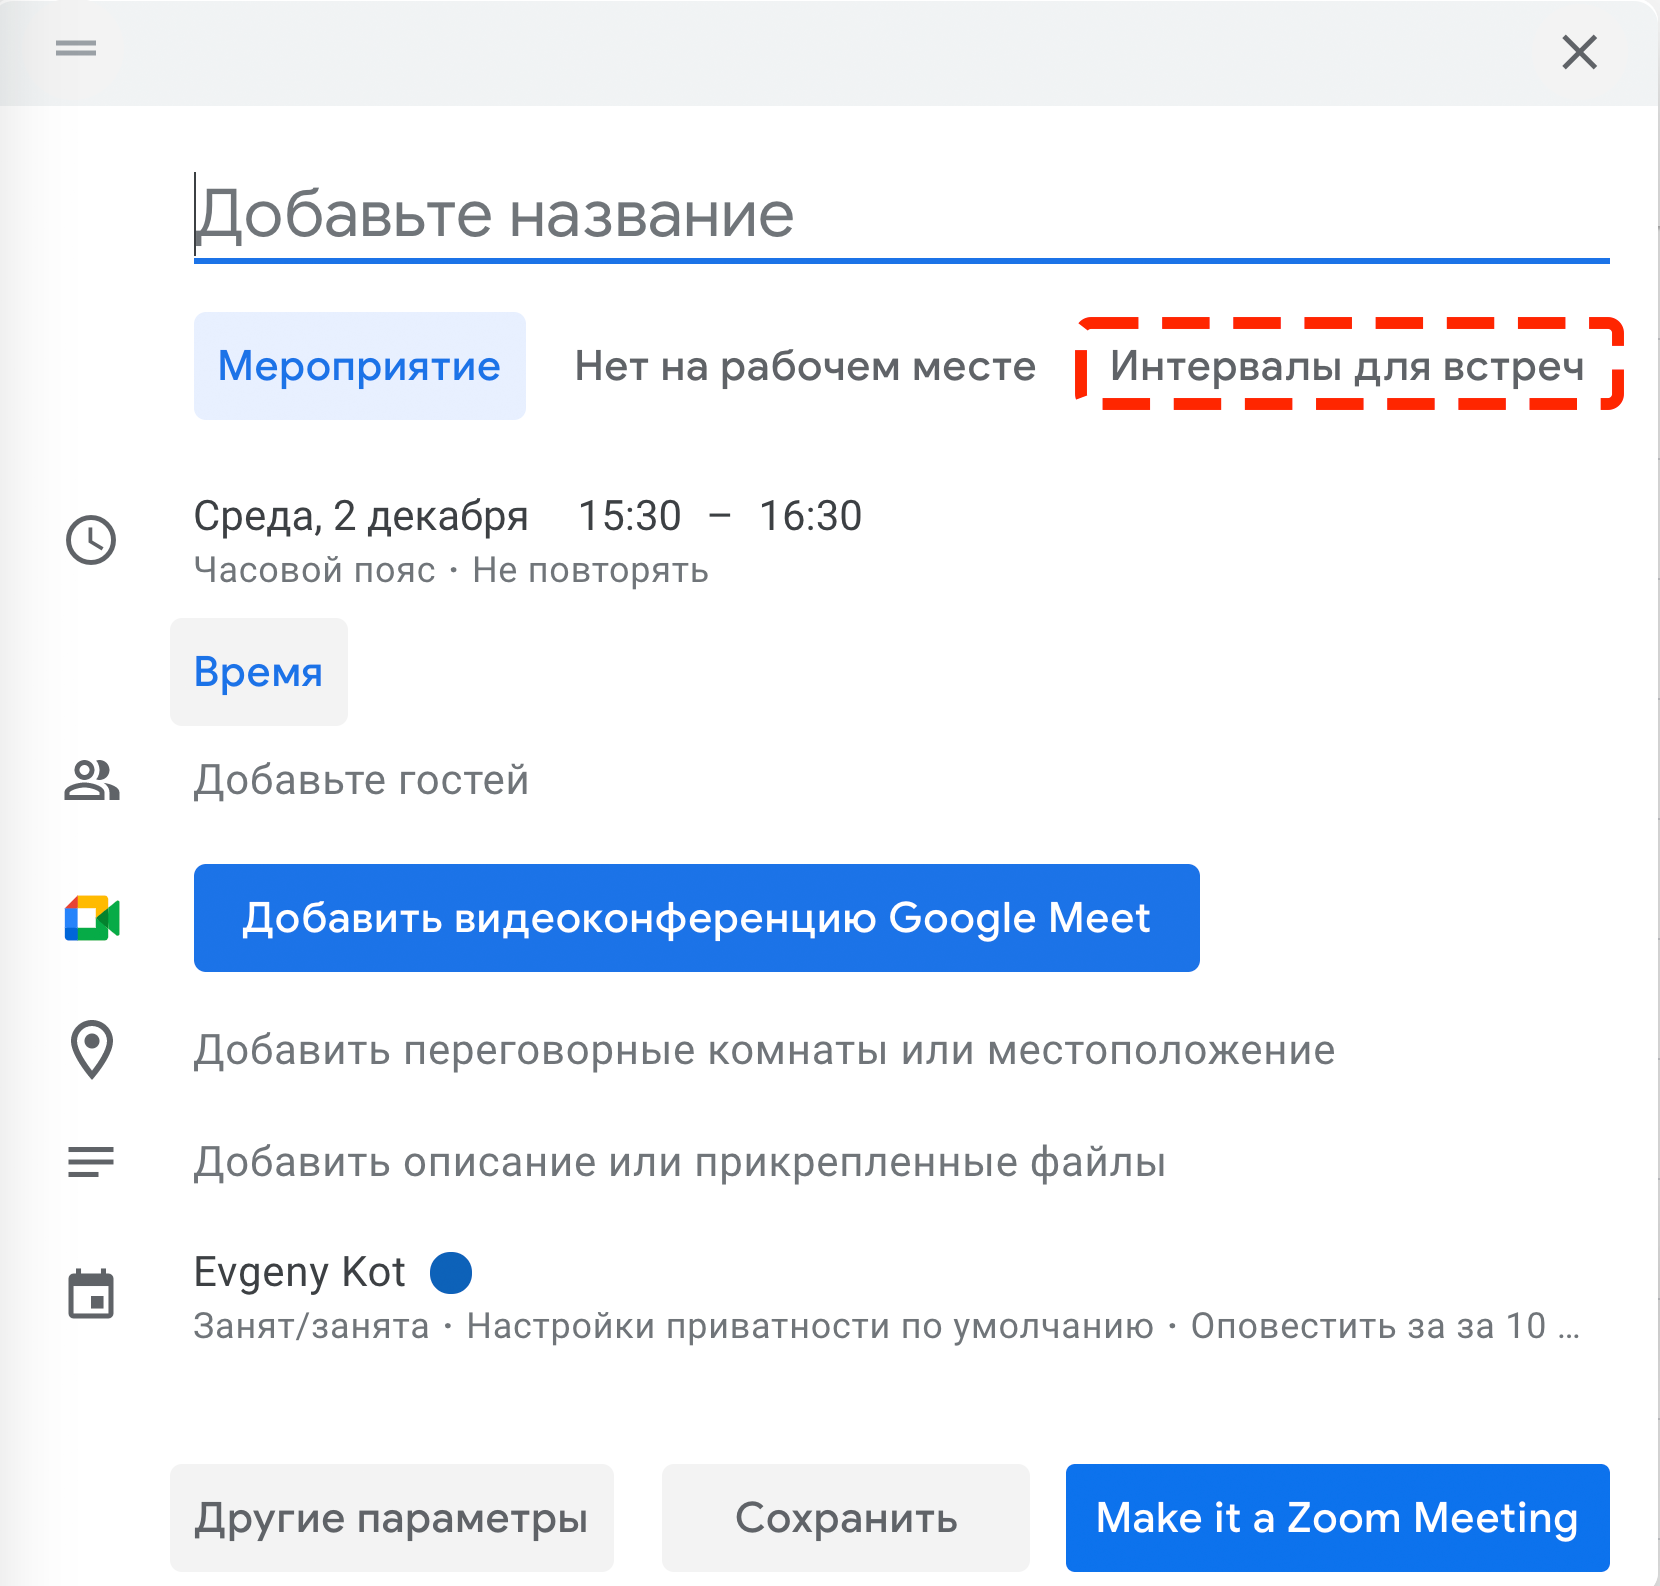 Добавьте название
Мероприятие Нет на рабочем месте Интервалы для встреч
Среда, 2 декабря 15:30 – 16:30
Часовой пояс · Не повторять
Время
Добавьте гостей
Добавить видеоконференцию Google Meet
Добавить переговорные комнаты или местоположение
Добавить описание или прикрепленные файлы
Evgeny Kot
Занят/занята · Настройки приватности по умолчанию · Оповестить за за 10 ...
Другие параметры Сохранить Make it a Zoom Meeting